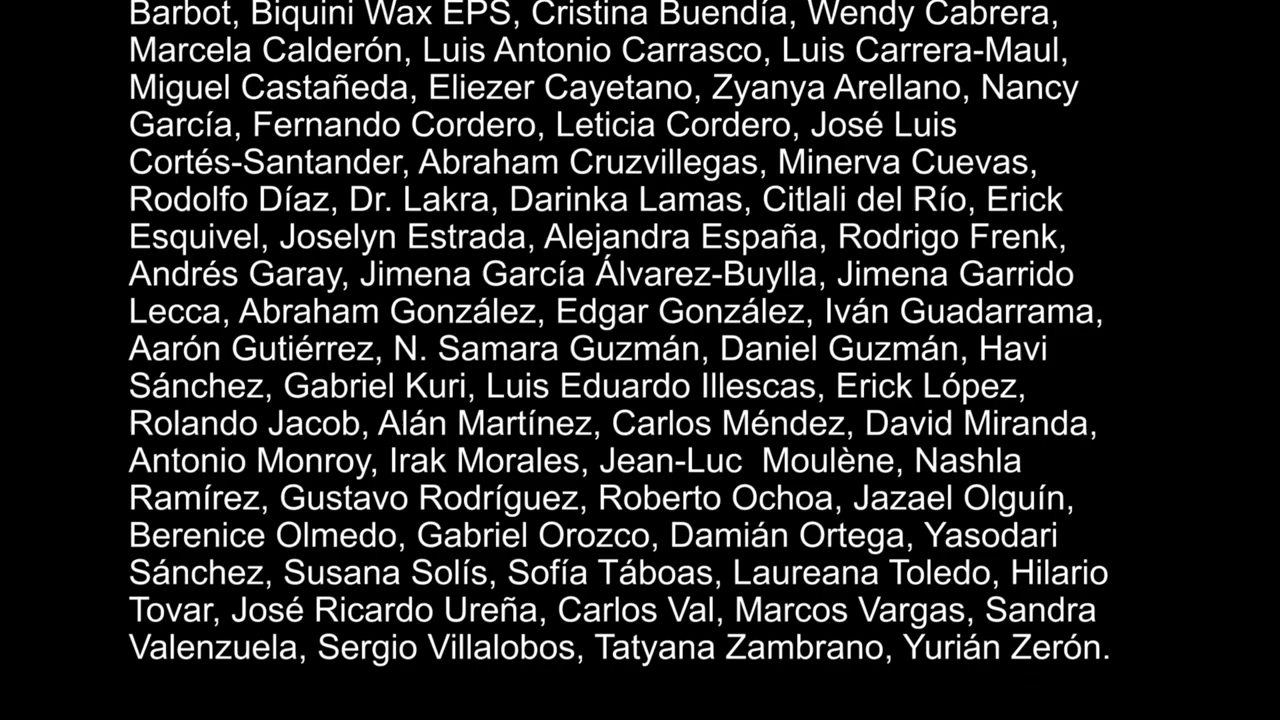 Barbot, Biquini Wax EPS, Cristina Buendía, Wendy Cabrera,
Marcela Calderón, Luis Antonio Carrasco, Luis Carrera-Maul,
Miguel Castañeda, Eliezer Cayetano, Zyanya Arellano, Nancy
García, Fernando Cordero, Leticia Cordero, José Luis
Cortés-Santander, Abraham Cruzvillegas, Minerva Cuevas,
Rodolfo Díaz, Dr. Lakra, Darinka Lamas, Citlali del Río, Erick
Esquivel, Joselyn Estrada, Alejandra España, Rodrigo Frenk,
Andrés Garay, Jimena García Álvarez-Buylla, Jimena Garrido
Lecca, Abraham González, Edgar González, Iván Guadarrama,
Aarón Gutiérrez, N. Samara Guzmán, Daniel Guzmán, Havi
Sánchez, Gabriel Kuri, Luis Eduardo Illescas, Erick López,
Rolando Jacob, Alán Martínez, Carlos Méndez, David Miranda,
Antonio Monroy, Irak Morales, Jean-Luc  Moulène, Nashla
Ramírez, Gustavo Rodríguez, Roberto Ochoa, Jazael Olguín,
Berenice Olmedo, Gabriel Orozco, Damián Ortega, Yasodari
Sánchez, Susana Solís, Sofía Táboas, Laureana Toledo, Hilario
Tovar, José Ricardo Ureña, Carlos Val, Marcos Vargas, Sandra
Valenzuela, Sergio Villalobos, Tatyana Zambrano, Yurián Zerón.